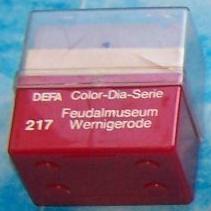 DEFA Color-Dia-Serie
217 Feudalmuseum
Wernigerode